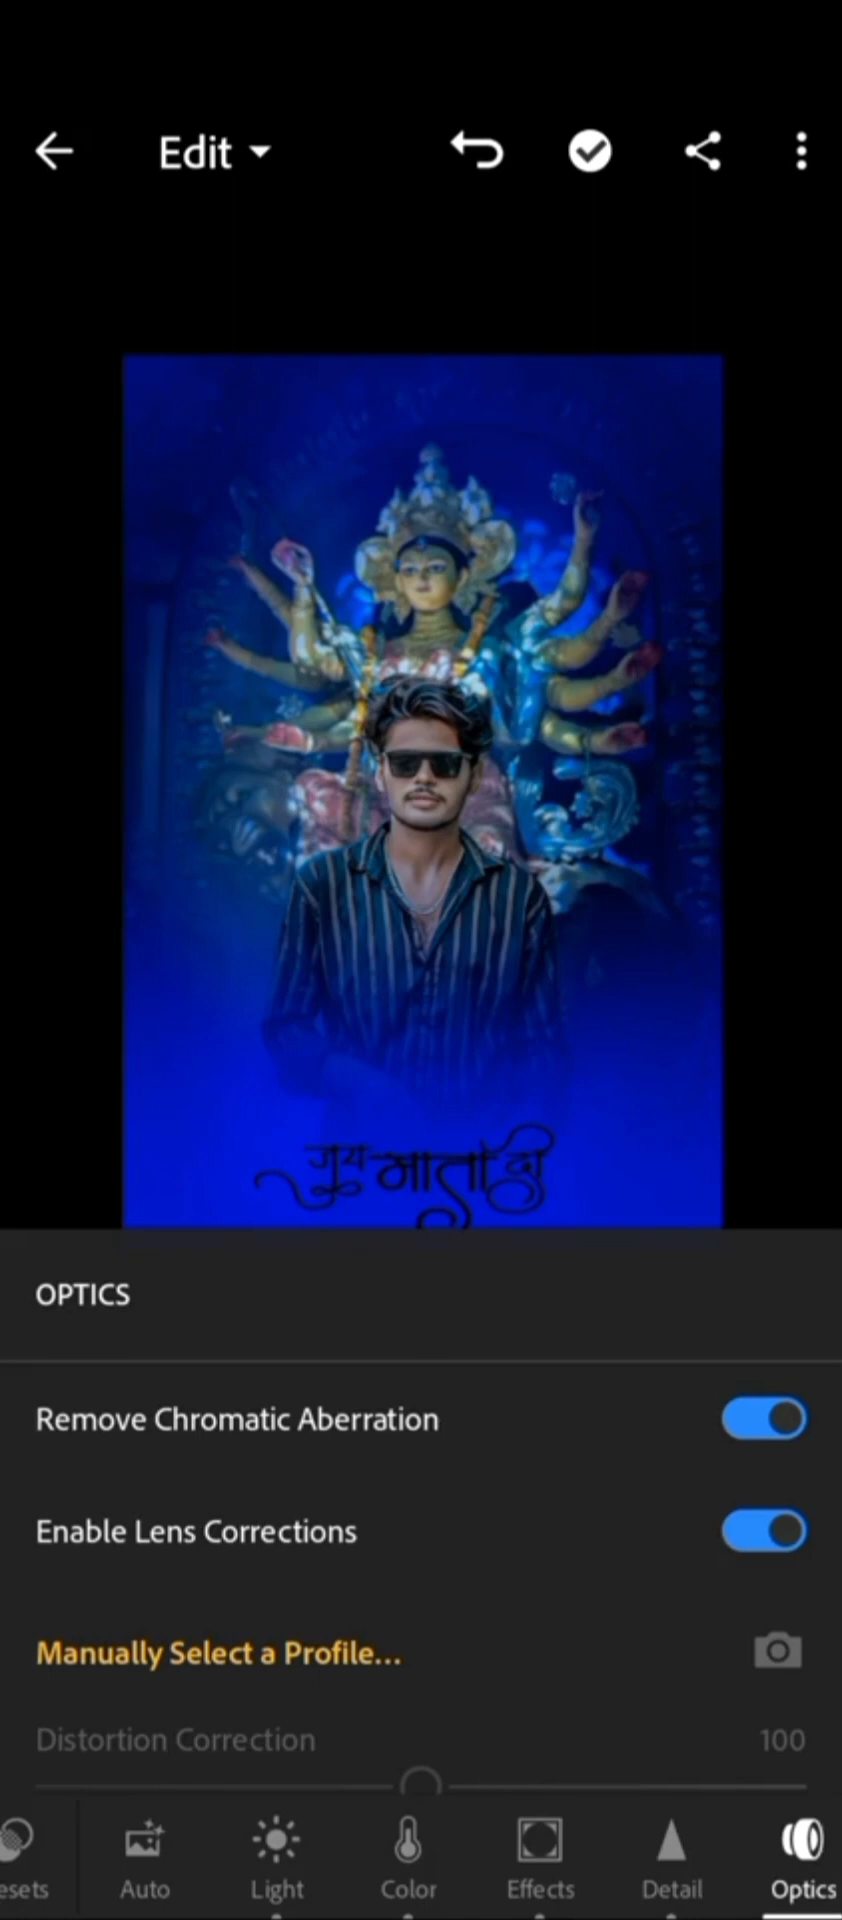 Edit
जय माता दी
OPTICS
Remove Chromatic Aberration
Enable Lens Corrections
Manually Select a Profile...
Distortion Correction 100
esets Auto Light Color Effects Detail Optics